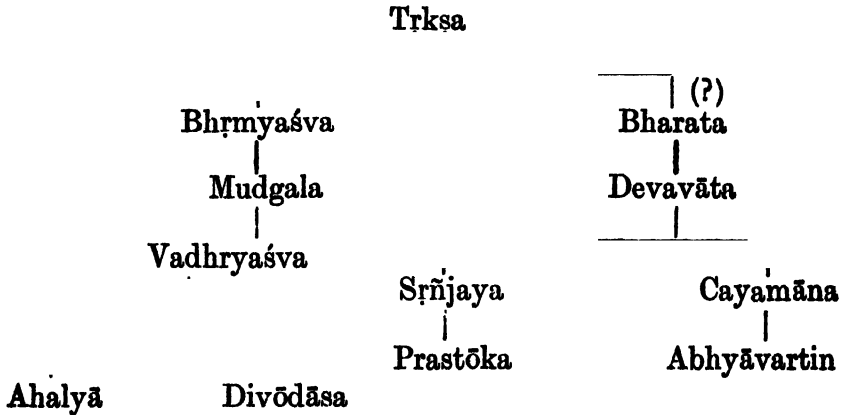 Tṛkṣa
(?)
Bhṛmyaśva Bharata
Mudgala Devavāta
Vadhryaśva
Sṛñjaya Cayamāna
Prastōka Abhyāvartin
Ahalyā Divōdāsa